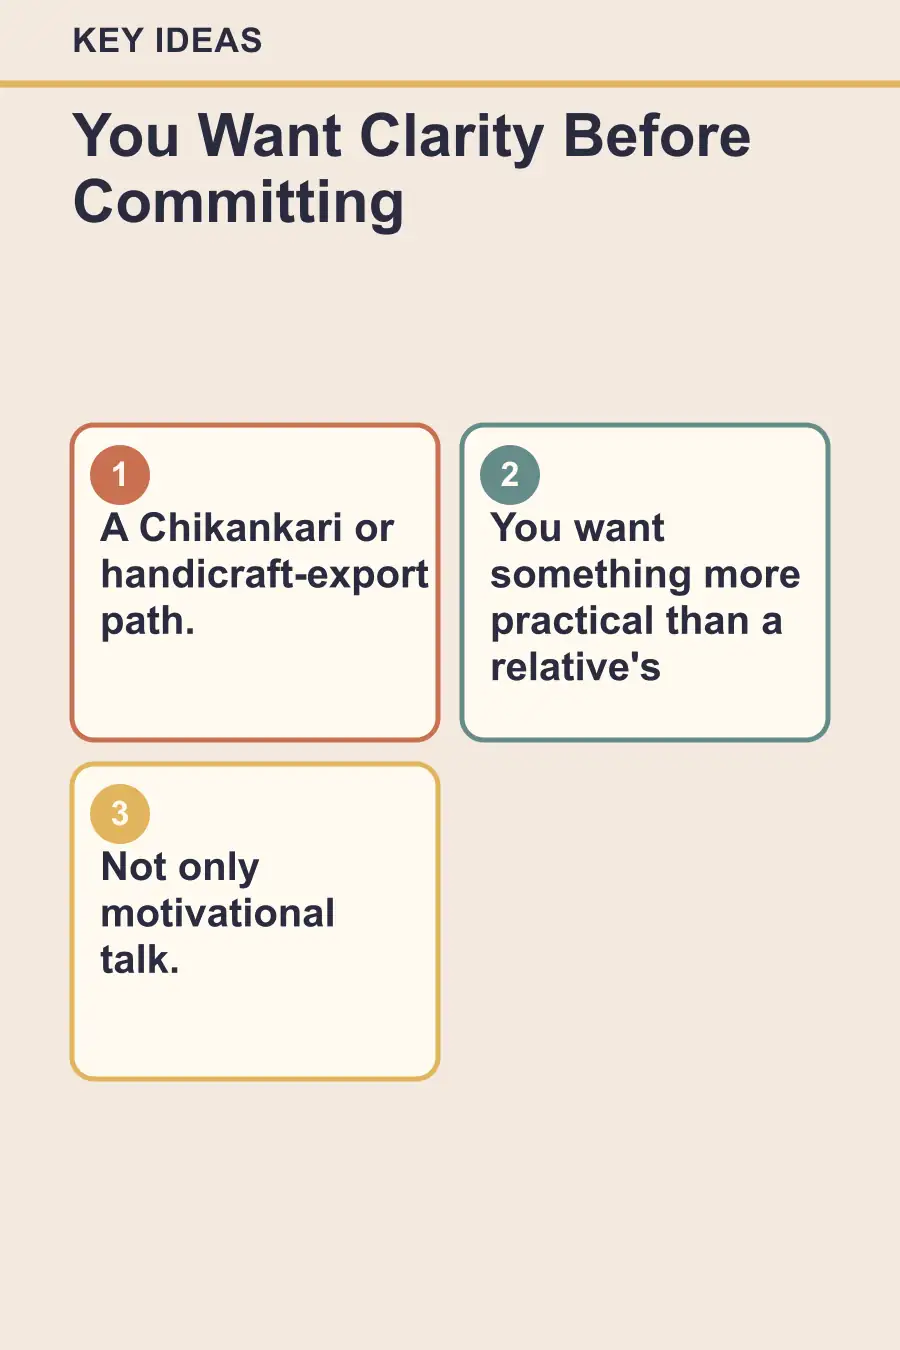 KEY IDEAS
You Want Clarity Before
Committing
1
A Chikankari or
handicraft-export
path.
2
You want
something more
practical than a
relative's
3
Not only
motivational
talk.